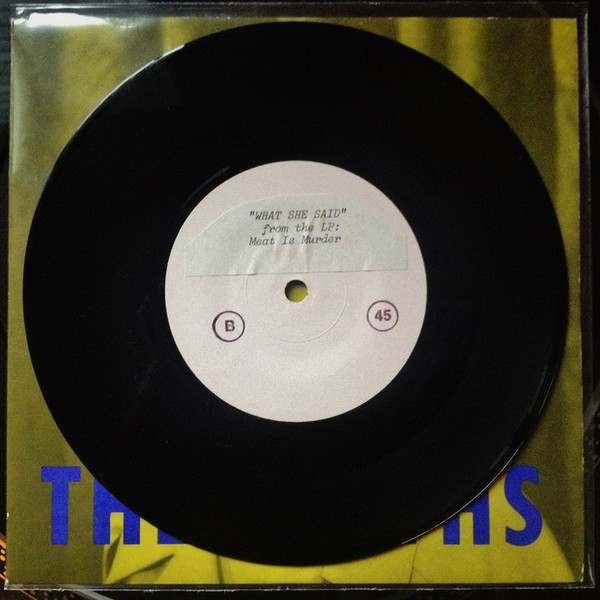 "WHAT SHE SAID"
from the LP:
Meat Is Murder
B 45
THE HS